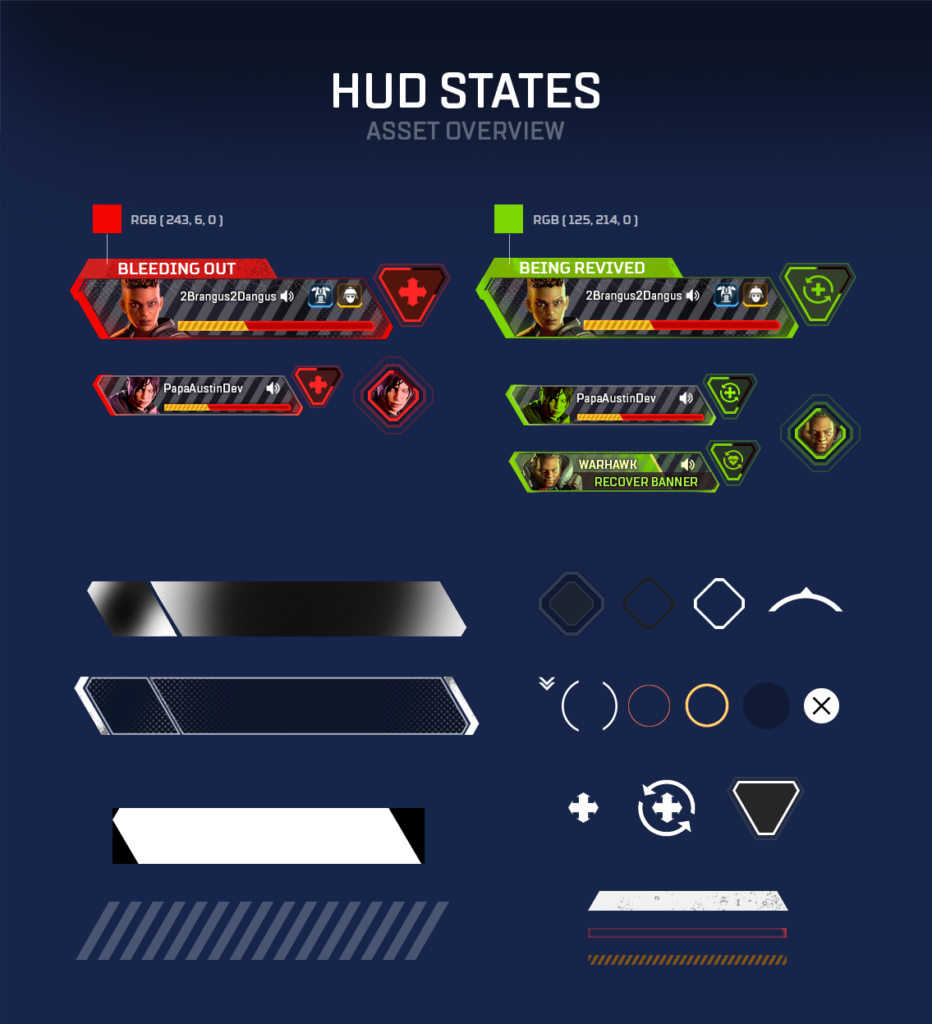 HUD STATES
ASSET OVERVIEW
RGB ( 243, 6, 0 )
BLEEDING OUT
2Brangus2Dangus
PapaAustinDev
RGB ( 125, 214, 0 )
BEING REVIVED
2Brangus2Dangus
PapaAustinDev
WARHAWK
RECOVER BANNER